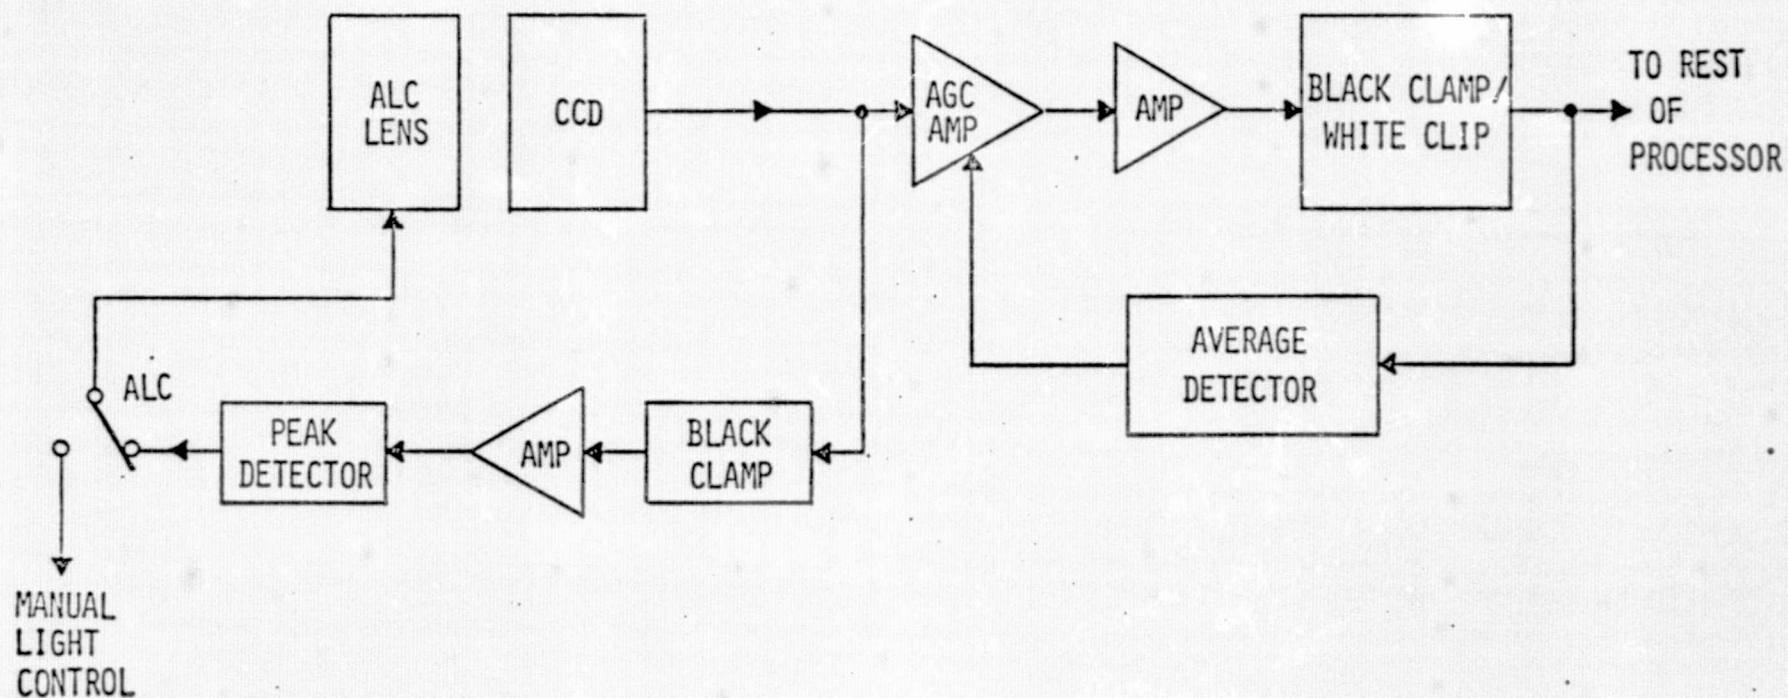 ALC
LENS
CCD
AGC
AMP
AMP
BLACK CLAMP/
WHITE CLIP
TO REST
OF
PROCESSOR
AVERAGE
DETECTOR
ALC
PEAK
DETECTOR
AMP
BLACK
CLAMP
MANUAL
LIGHT
CONTROL